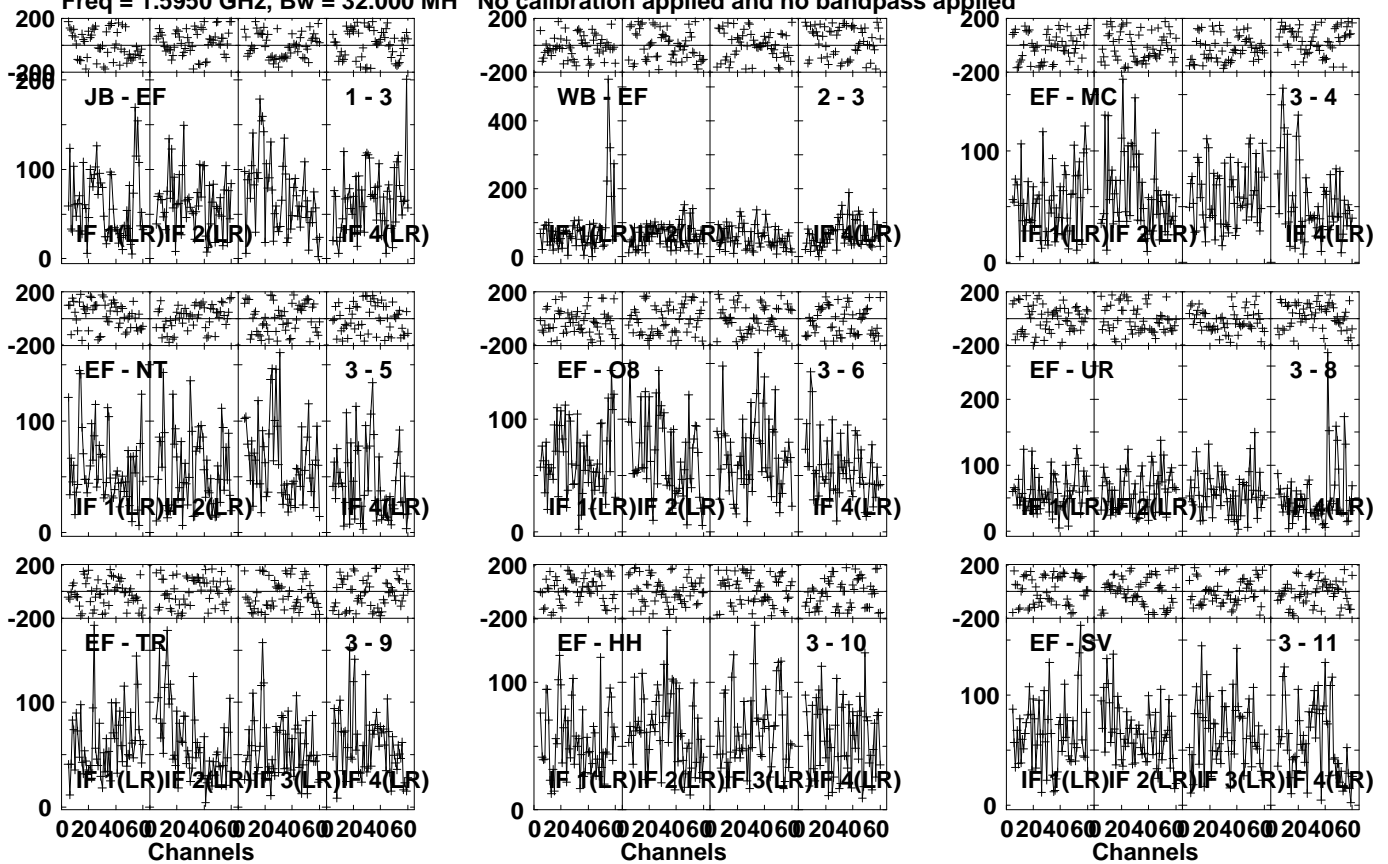 Freq = 1.5950 GHz, Bw = 32.000 MH No calibration applied and no bandpass applied
200 200 200
-200 -200 -200
200
JB - EF 1 - 3 WB - EF 2 - 3 EF - MC 3 - 4
400
100 200 100
IF 1(LR) IF 2(LR) IF 4(LR) IF 1(LR) IF 2(LR) IF 4(LR) IF 1(LR) IF 2(LR) IF 4(LR)
0 0 0
200 200 200
-200 -200 -200
EF - NT 3 - 5 EF - O8 3 - 6 EF - UR 3 - 8
200
100 100 100
IF 1(LR) IF 2(LR) IF 4(LR) IF 1(LR) IF 2(LR) IF 4(LR) IF 1(LR) IF 2(LR) IF 4(LR)
0 0 0
200 200 200
-200 -200 -200
EF - TR 3 - 9 EF - HH 3 - 10 EF - SV 3 - 11
100 100 100
IF 1(LR) IF 2(LR) IF 3(LR) IF 4(LR) IF 1(LR) IF 2(LR) IF 3(LR) IF 4(LR) IF 1(LR) IF 2(LR) IF 3(LR) IF 4(LR)
0 0 0
0 20 40 60 0 20 40 60 0 20 40 60 0 20 40 60 0 20 40 60 0 20 40 60 0 20 40 60 0 20 40 60 0 20 40 60 0 20 40 60 0 20 40 60 0 20 40 60
Channels Channels Channels